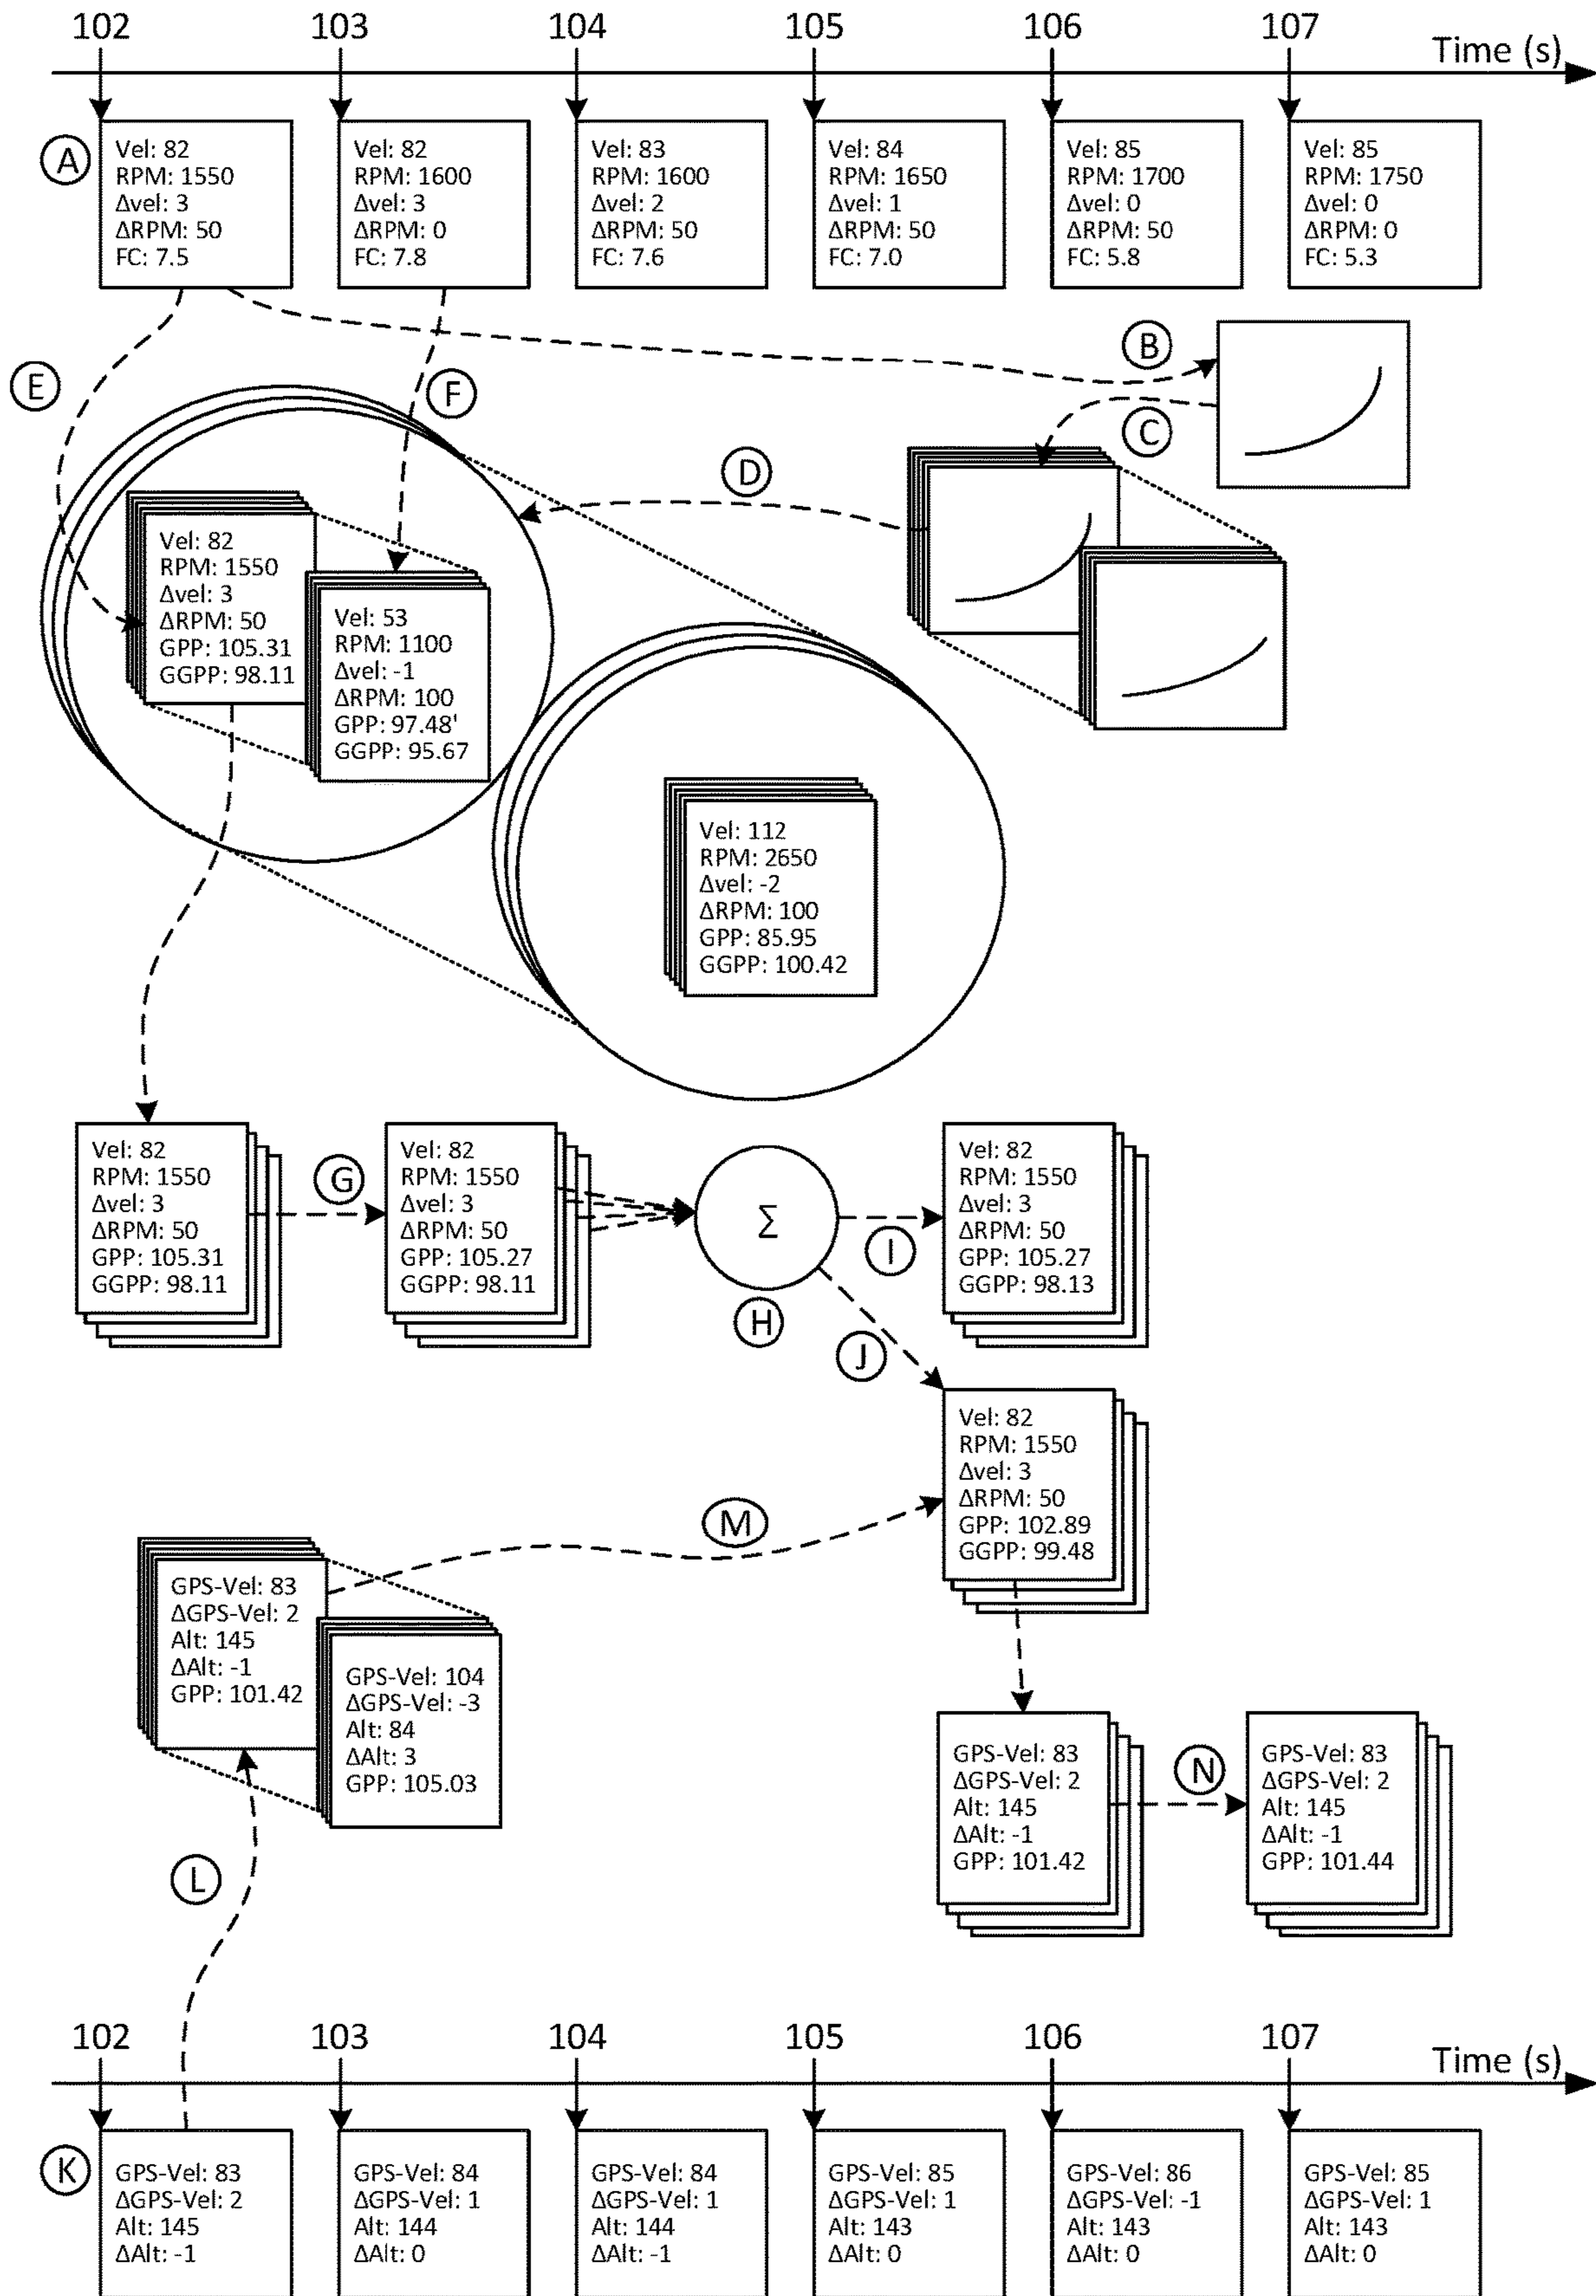 102 103 104 105 106 107
Time (s)
A
Vel: 82
RPM: 1550
Δvel: 3
ΔRPM: 50
FC: 7.5
Vel: 82
RPM: 1600
Δvel: 3
ΔRPM: 0
FC: 7.8
Vel: 83
RPM: 1600
Δvel: 2
ΔRPM: 50
FC: 7.6
Vel: 84
RPM: 1650
Δvel: 1
ΔRPM: 50
FC: 7.0
Vel: 85
RPM: 1700
Δvel: 0
ΔRPM: 50
FC: 5.8
Vel: 85
RPM: 1750
Δvel: 0
ΔRPM: 0
FC: 5.3
B
E
F
C
D
Vel: 82
RPM: 1550
Δvel: 3
ΔRPM: 50
GPP: 105.31
GGPP: 98.11
Vel: 53
RPM: 1100
Δvel: -1
ΔRPM: 100
GPP: 97.48'
GGPP: 95.67
Vel: 112
RPM: 2650
Δvel: -2
ΔRPM: 100
GPP: 85.95
GGPP: 100.42
Vel: 82
RPM: 1550
Δvel: 3
ΔRPM: 50
GPP: 105.31
GGPP: 98.11
G
Vel: 82
RPM: 1550
Δvel: 3
ΔRPM: 50
GPP: 105.27
GGPP: 98.11
Σ
H
I
Vel: 82
RPM: 1550
Δvel: 3
ΔRPM: 50
GPP: 105.27
GGPP: 98.13
J
Vel: 82
RPM: 1550
Δvel: 3
ΔRPM: 50
GPP: 102.89
GGPP: 99.48
M
GPS-Vel: 83
ΔGPS-Vel: 2
Alt: 145
ΔAlt: -1
GPP: 101.42
GPS-Vel: 104
ΔGPS-Vel: -3
Alt: 84
ΔAlt: 3
GPP: 105.03
GPS-Vel: 83
ΔGPS-Vel: 2
Alt: 145
ΔAlt: -1
GPP: 101.42
N
GPS-Vel: 83
ΔGPS-Vel: 2
Alt: 145
ΔAlt: -1
GPP: 101.44
L
102 103 104 105 106 107
Time (s)
K
GPS-Vel: 83
ΔGPS-Vel: 2
Alt: 145
ΔAlt: -1
GPS-Vel: 84
ΔGPS-Vel: 1
Alt: 144
ΔAlt: 0
GPS-Vel: 84
ΔGPS-Vel: 1
Alt: 144
ΔAlt: -1
GPS-Vel: 85
ΔGPS-Vel: 1
Alt: 143
ΔAlt: 0
GPS-Vel: 86
ΔGPS-Vel: -1
Alt: 143
ΔAlt: 0
GPS-Vel: 85
ΔGPS-Vel: 1
Alt: 143
ΔAlt: 0